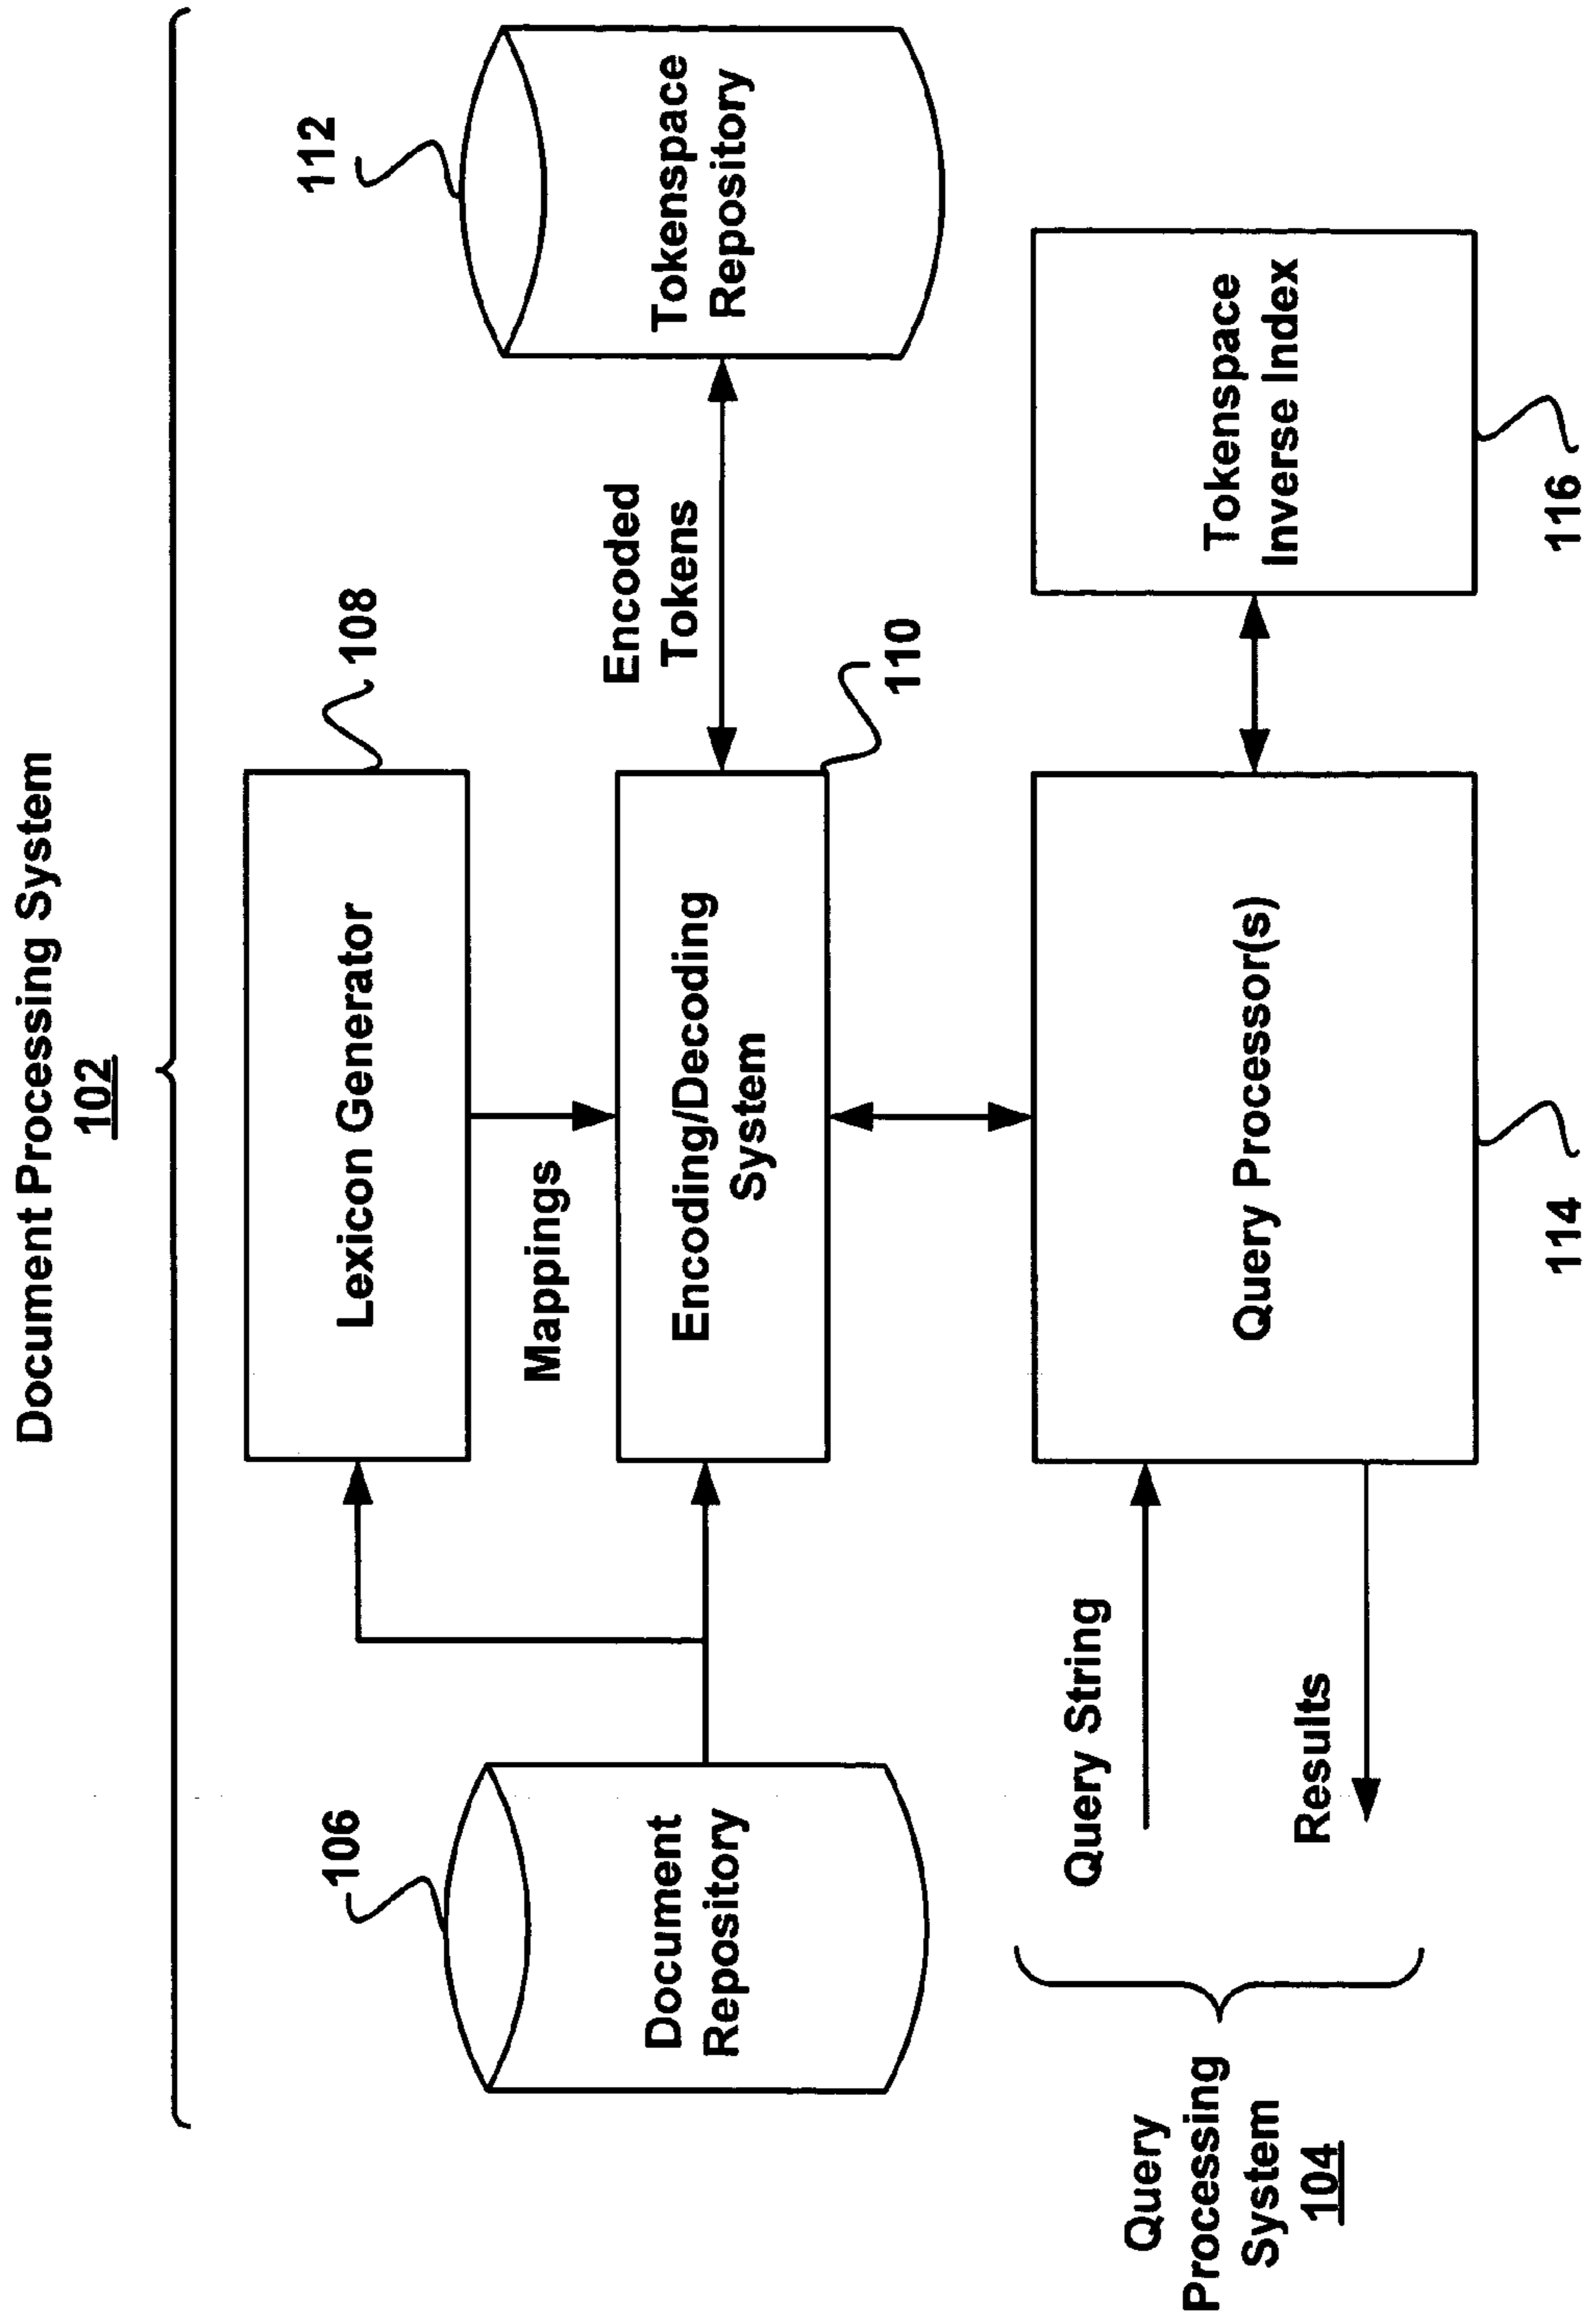 Document Processing System
102
106
108
112
Document
Repository
Lexicon Generator
Mappings
Encoding/Decoding
System
Encoded
Tokens
Tokenspace
Repository
110
Query
Processing
System
104
Query String
Results
Query Processor(s)
Tokenspace
Inverse Index
114
116